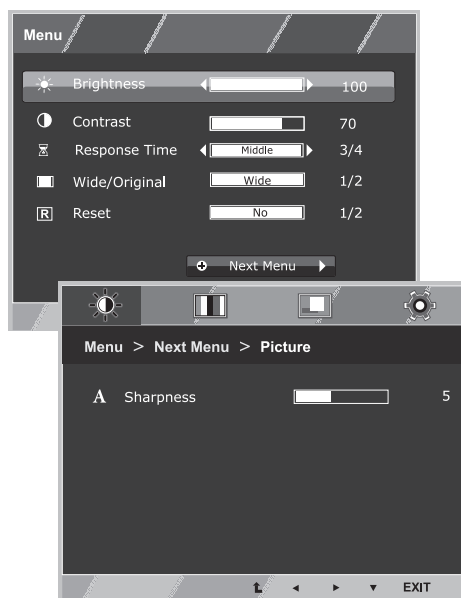 Menu
Brightness 100
Contrast 70
Response Time Middle 3/4
Wide/Original Wide 1/2
R Reset No 1/2
Next Menu
Menu > Next Menu > Picture
A Sharpness 5
EXIT